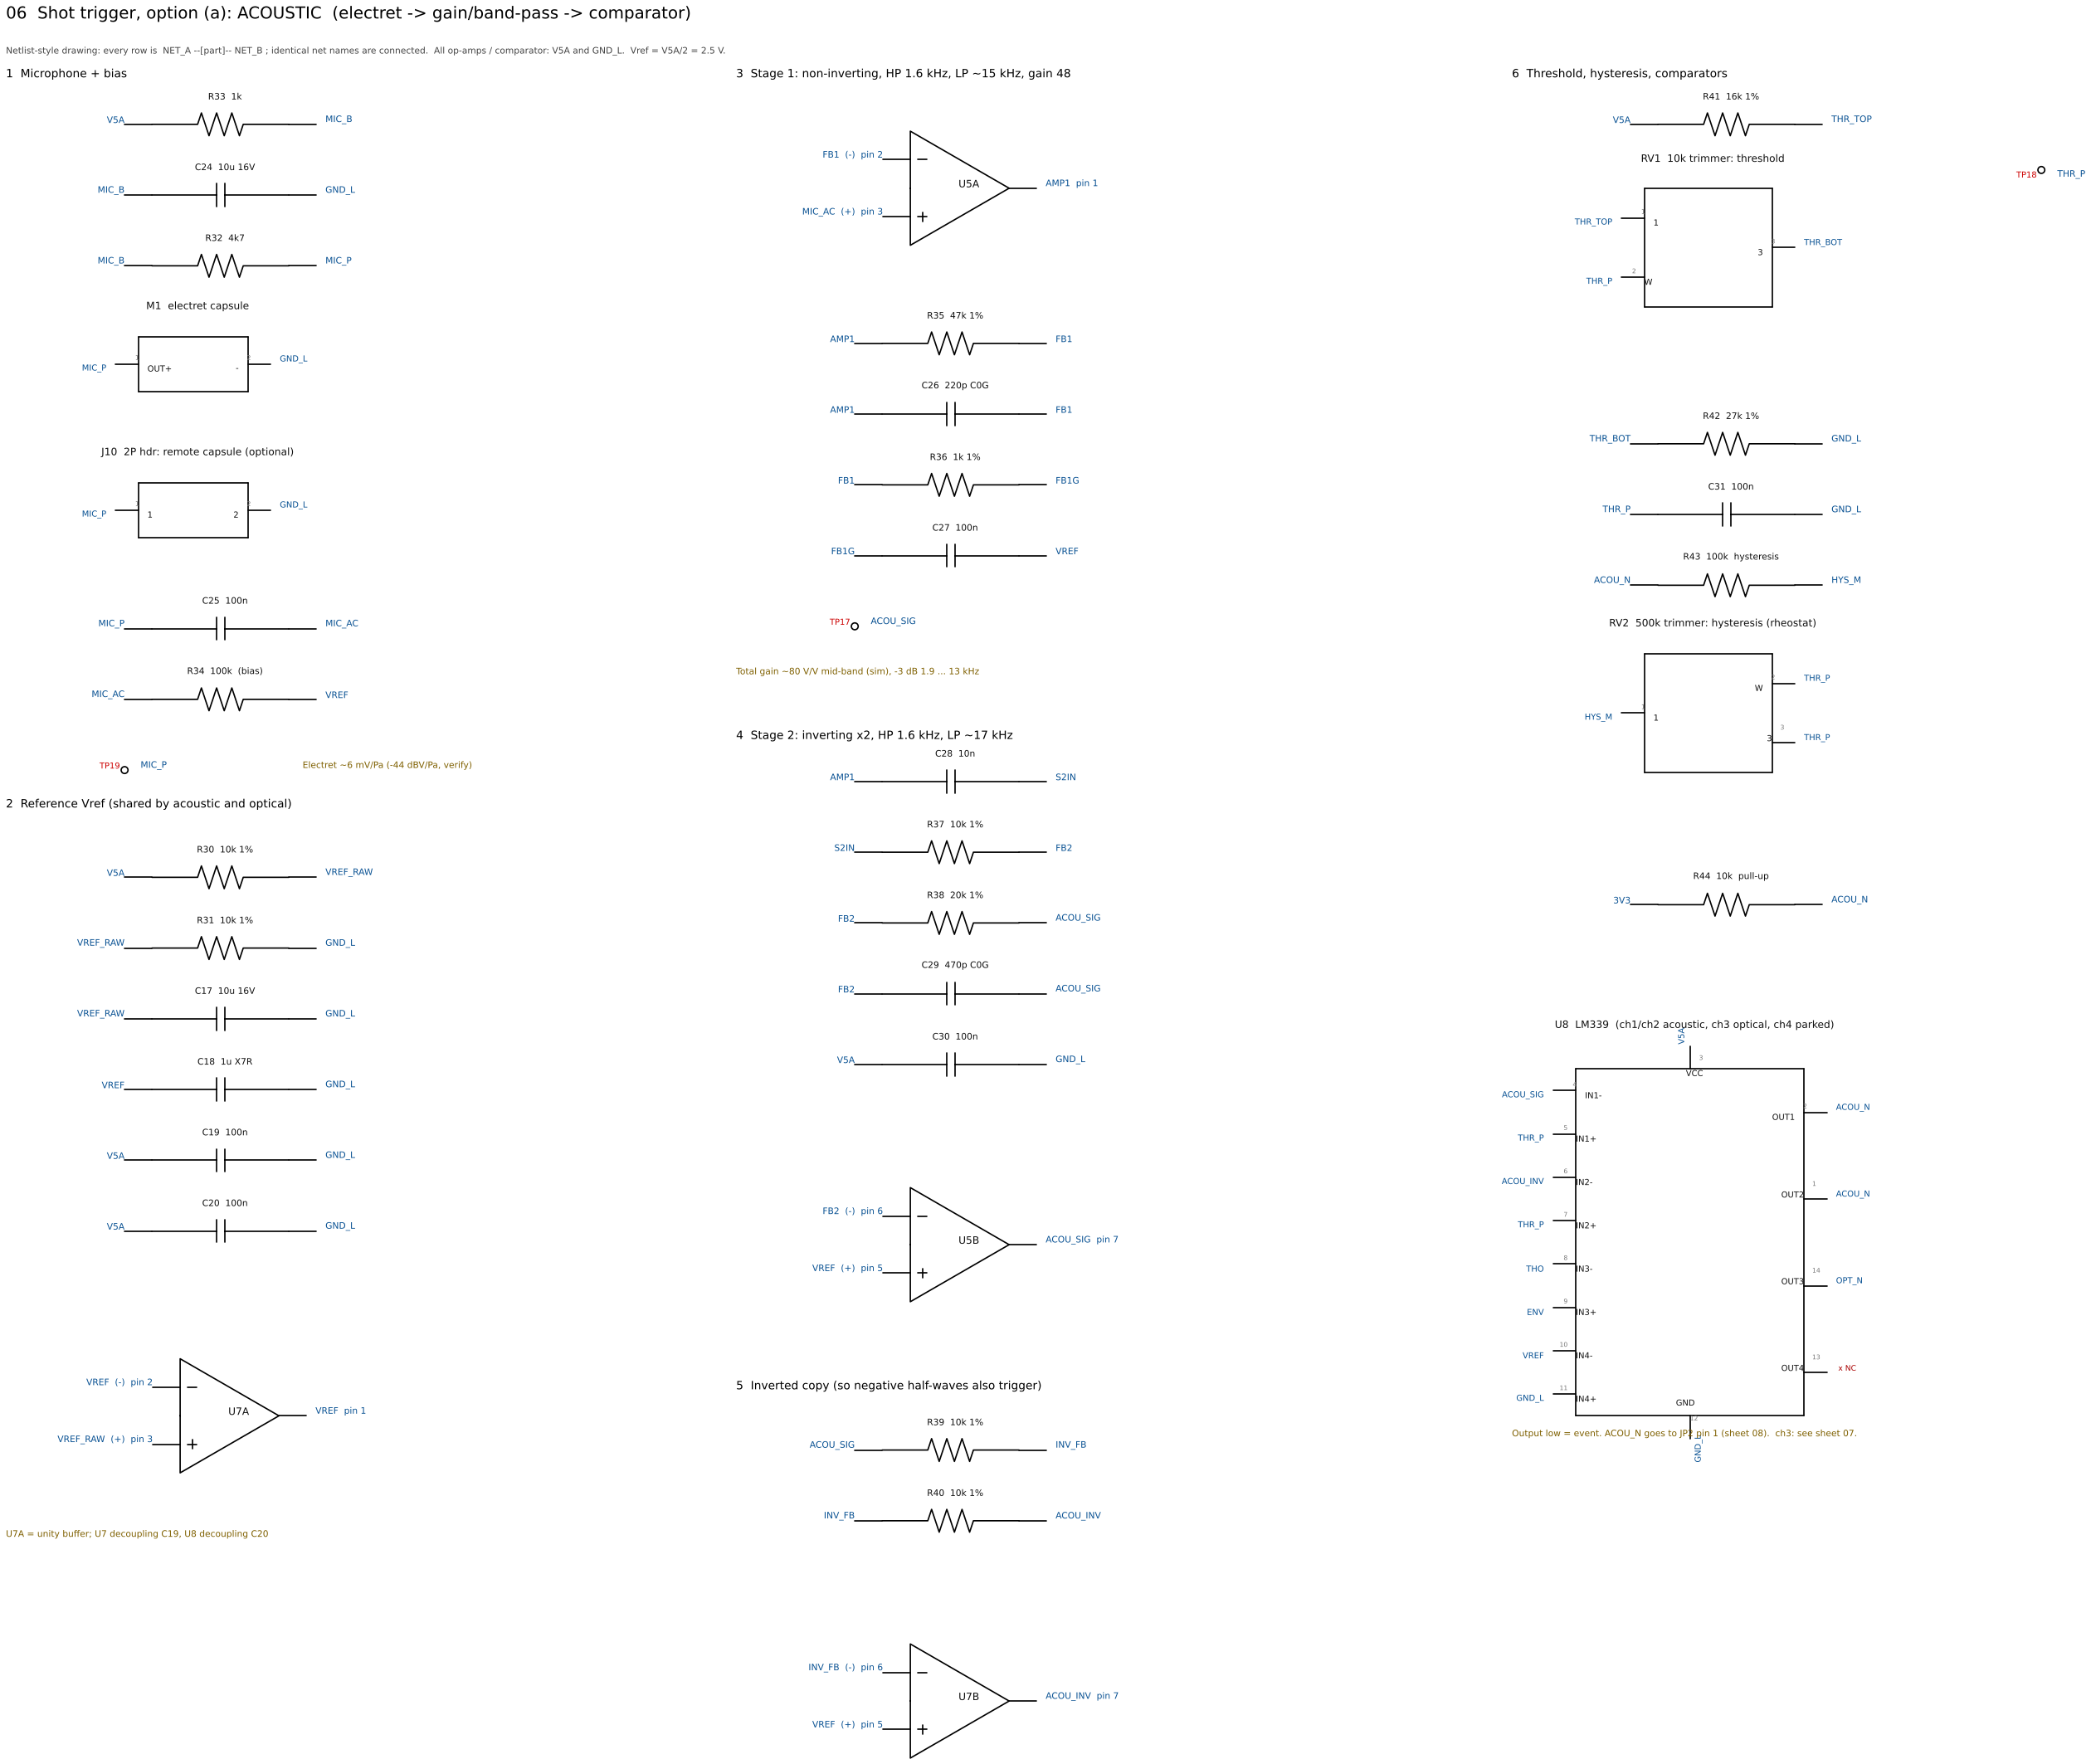 06 Shot trigger, option (a): ACOUSTIC (electret -> gain/band-pass -> comparator)
Netlist-style drawing: every row is NET_A --[part]-- NET_B ; identical net names are connected. All op-amps / comparator: V5A and GND_L. Vref = V5A/2 = 2.5 V.
1 Microphone + bias
R33 1k
V5A MIC_B
C24 10u 16V
MIC_B GND_L
R32 4k7
MIC_B MIC_P
M1 electret capsule
MIC_P OUT+ - GND_L
J10 2P hdr: remote capsule (optional)
MIC_P 1 2 GND_L
C25 100n
MIC_P MIC_AC
R34 100k (bias)
MIC_AC VREF
TP19 MIC_P Electret ~6 mV/Pa (-44 dBV/Pa, verify)
2 Reference Vref (shared by acoustic and optical)
R30 10k 1%
V5A VREF_RAW
R31 10k 1%
VREF_RAW GND_L
C17 10u 16V
VREF_RAW GND_L
C18 1u X7R
VREF GND_L
C19 100n
V5A GND_L
C20 100n
V5A GND_L
VREF (-) pin 2
U7A VREF pin 1
VREF_RAW (+) pin 3
U7A = unity buffer; U7 decoupling C19, U8 decoupling C20
3 Stage 1: non-inverting, HP 1.6 kHz, LP ~15 kHz, gain 48
FB1 (-) pin 2
U5A AMP1 pin 1
MIC_AC (+) pin 3
R35 47k 1%
AMP1 FB1
C26 220p C0G
AMP1 FB1
R36 1k 1%
FB1 FB1G
C27 100n
FB1G VREF
TP17 ACOU_SIG
Total gain ~80 V/V mid-band (sim), -3 dB 1.9 ... 13 kHz
4 Stage 2: inverting x2, HP 1.6 kHz, LP ~17 kHz
C28 10n
AMP1 S2IN
R37 10k 1%
S2IN FB2
R38 20k 1%
FB2 ACOU_SIG
C29 470p C0G
FB2 ACOU_SIG
C30 100n
V5A GND_L
FB2 (-) pin 6
U5B ACOU_SIG pin 7
VREF (+) pin 5
5 Inverted copy (so negative half-waves also trigger)
R39 10k 1%
ACOU_SIG INV_FB
R40 10k 1%
INV_FB ACOU_INV
INV_FB (-) pin 6
U7B ACOU_INV pin 7
VREF (+) pin 5
6 Threshold, hysteresis, comparators
R41 16k 1%
V5A THR_TOP
RV1 10k trimmer: threshold
TP18 THR_P
THR_TOP 1
3 THR_BOT
THR_P 2 W
R42 27k 1%
THR_BOT GND_L
C31 100n
THR_P GND_L
R43 100k hysteresis
ACOU_N HYS_M
RV2 500k trimmer: hysteresis (rheostat)
W THR_P
HYS_M 1
3 3 THR_P
R44 10k pull-up
3V3 ACOU_N
U8 LM339 (ch1/ch2 acoustic, ch3 optical, ch4 parked)
V5A 3
VCC
ACOU_SIG IN1-
OUT1 ACOU_N
THR_P 5 IN1+
ACOU_INV 6 IN2-
OUT2 1 ACOU_N
THR_P 7 IN2+
THO 8 IN3-
OUT3 14 OPT_N
ENV 9 IN3+
VREF 10 IN4-
OUT4 13 x NC
GND_L 11 IN4+
GND
12
Output low = event. ACOU_N goes to JP2 pin 1 (sheet 08). ch3: see sheet 07.
GND_L